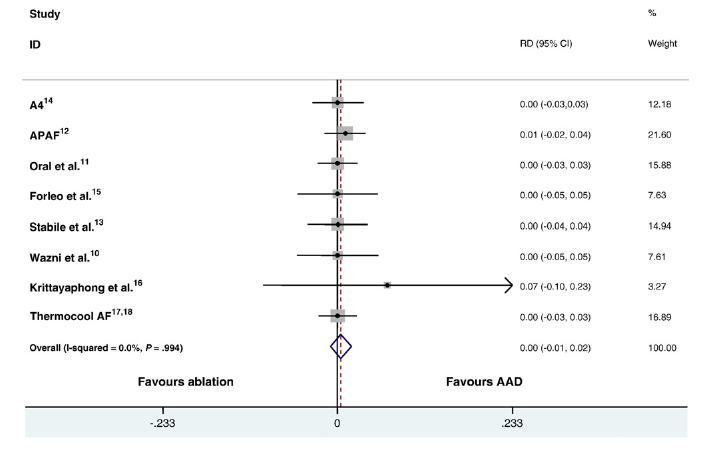 Study %
ID RD (95% CI) Weight
A414 0.00 (-0.03,0.03) 12.18
APAF12 0.01 (-0.02, 0.04) 21.60
Oral et al.11 0.00 (-0.03, 0.03) 15.88
Forleo et al.15 0.00 (-0.05, 0.05) 7.63
Stabile et al.13 0.00 (-0.04, 0.04) 14.94
Wazni et al.10 0.00 (-0.05, 0.05) 7.61
Krittayaphong et al.16 0.07 (-0.10, 0.23) 3.27
Thermocool AF17,18 0.00 (-0.03, 0.03) 16.89
Overall (I-squared = 0.0%, P = .994) 0.00 (-0.01, 0.02) 100.00
Favours ablation Favours AAD
-.233 0 .233